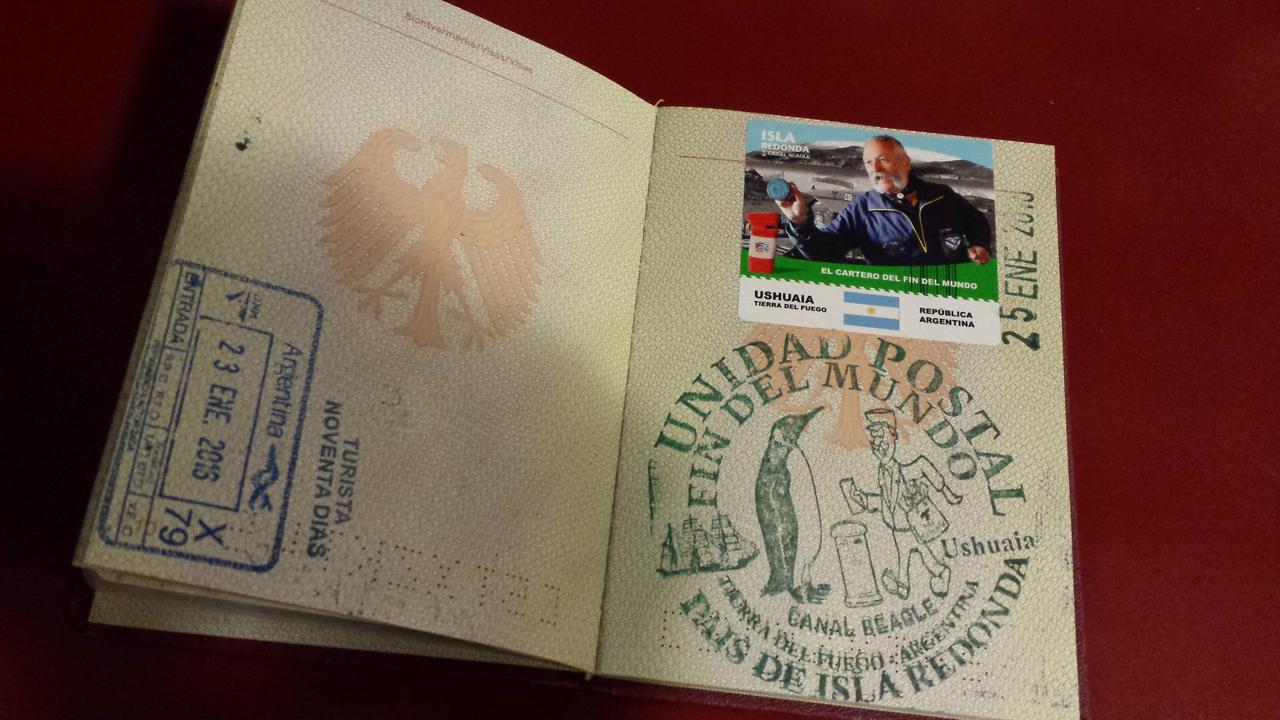 Sichtvermerke/Visas/Visas
ENTRADA
Argentina
23 ENE. 2015
X
79
TURISTA
NOVENTA DIAS
ISLA
REDONDA
CANAL BEAGLE
EL CARTERO DEL FIN DEL MUNDO
USHUAIA
TIERRA DEL FUEGO
REPÚBLICA
ARGENTINA
25 ENE 2015
UNIDAD POSTAL
FIN DEL MUNDO
Ushuaia
CANAL BEAGLE
TIERRA DEL FUEGO - ARGENTINA
PAIS DE ISLA REDONDA
11